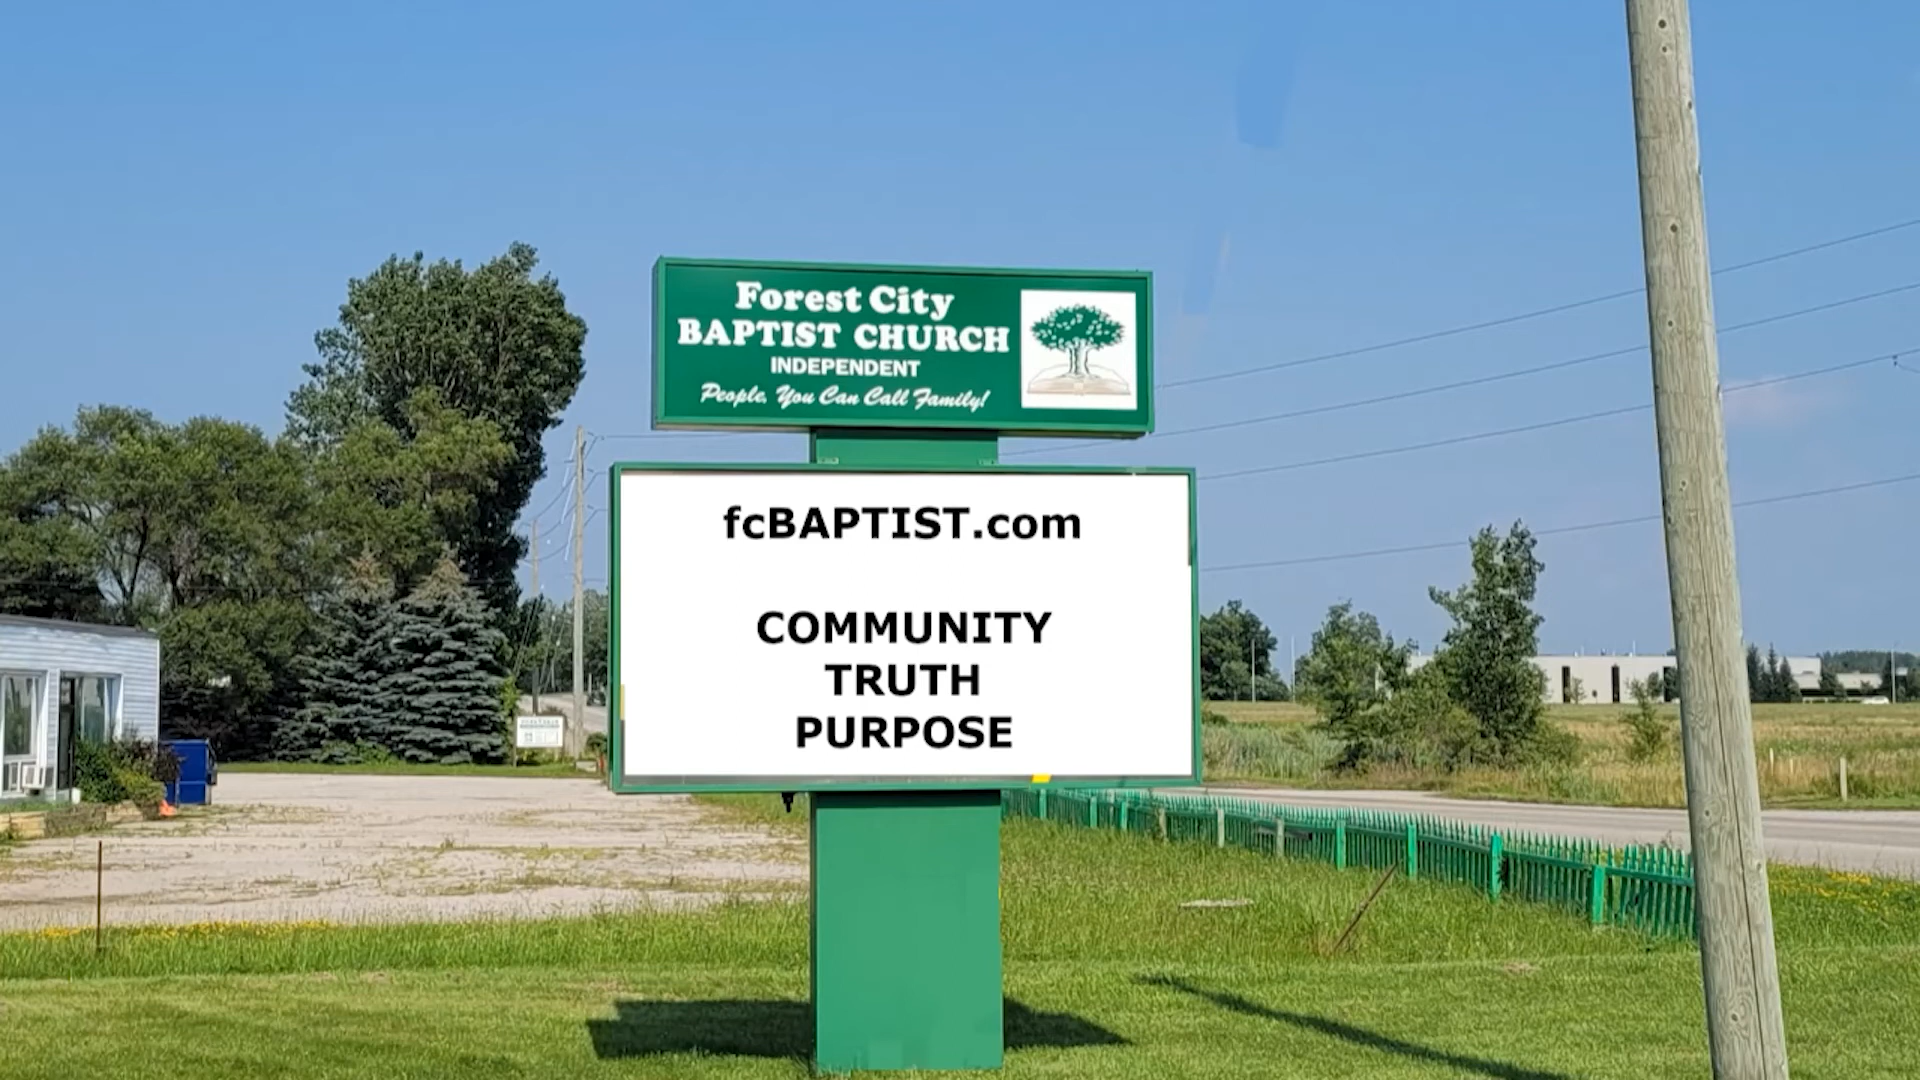 Forest City
BAPTIST CHURCH
INDEPENDENT
People, You Can Call Family!
fcBAPTIST.com
COMMUNITY
TRUTH
PURPOSE